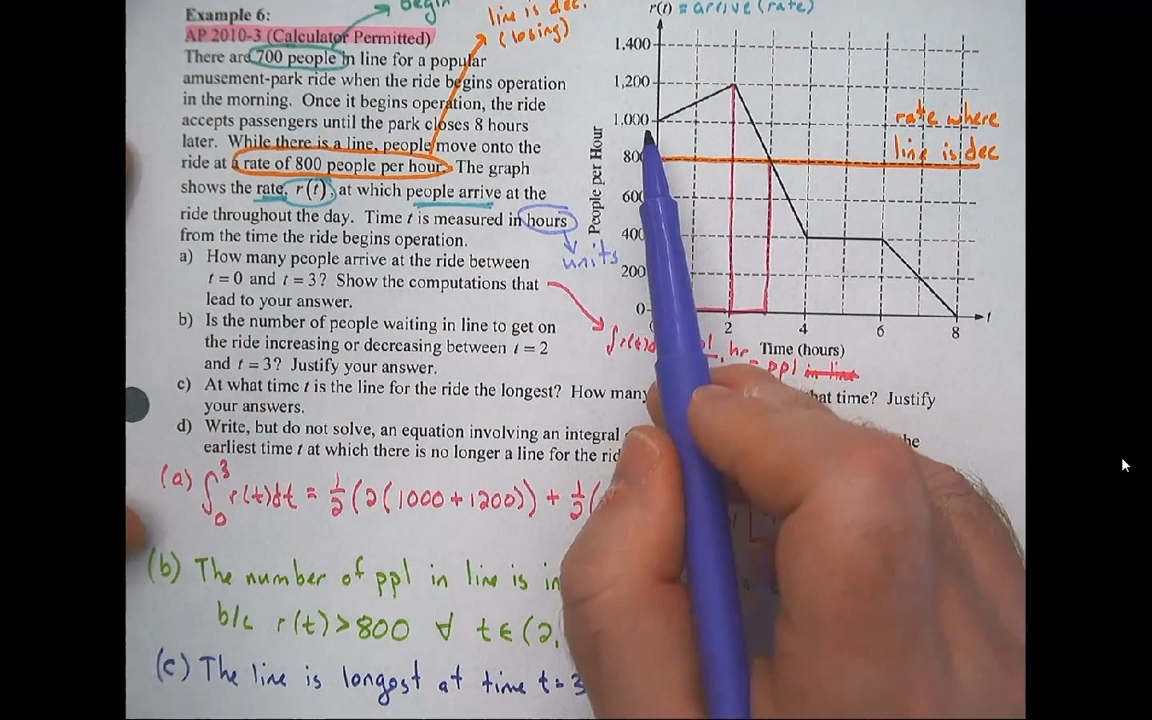 begin
Example 6:
AP 2010-3 (Calculator Permitted)
There are 700 people in line for a popular
amusement-park ride when the ride begins operation
in the morning. Once it begins operation, the ride
accepts passengers until the park closes 8 hours
later. While there is a line, people move onto the
ride at a rate of 800 people per hour. The graph
shows the rate, r(t), at which people arrive at the
ride throughout the day. Time t is measured in hours
from the time the ride begins operation.
a) How many people arrive at the ride between
t = 0 and t = 3? Show the computations that
lead to your answer.
b) Is the number of people waiting in line to get on
the ride increasing or decreasing between t = 2
and t = 3? Justify your answer.
c) At what time t is the line for the ride the longest? How many
hat time? Justify
your answers.
d) Write, but do not solve, an equation involving an integral
he
earliest time t at which there is no longer a line for the rid
line is dec.
(closing)
units
r(t) = arrive (rate)
1,400
1,200
1,000
800
600
400
200
0
People per Hour
rate where
line is dec
2
4
6
8
t
Time (hours)
∫r(t)
hr
= ppl in line
(a) ∫₀³ r(t)dt = 1/2 (2(1000+1200)) + 1/2(
(b) The number of ppl in line is in
b/c r(t) > 800 ∀ t∈(2,
(c) The line is longest at time t = 3